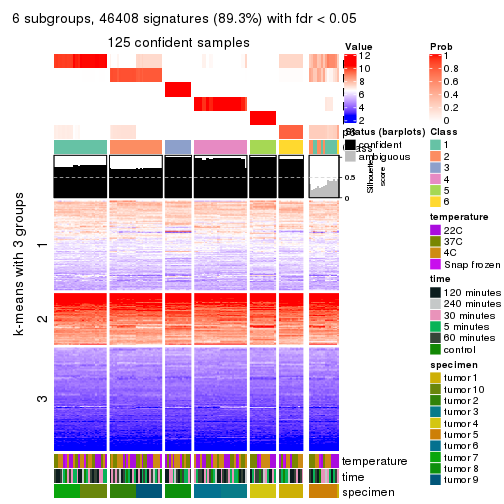 6 subgroups, 46408 signatures (89.3%) with fdr < 0.05
125 confident samples
k-means with 3 groups
1
2
3
0.5
0
Silhouette
score
temperature
time
specimen
Value
12
10
8
6
4
2
Status (barplots)
confident
ambiguous
Prob
1
0.8
0.6
0.4
0.2
0
Class
1
2
3
4
5
6
temperature
22C
37C
4C
Snap frozen
time
120 minutes
240 minutes
30 minutes
5 minutes
60 minutes
control
specimen
tumor 1
tumor 10
tumor 2
tumor 3
tumor 4
tumor 5
tumor 6
tumor 7
tumor 8
tumor 9